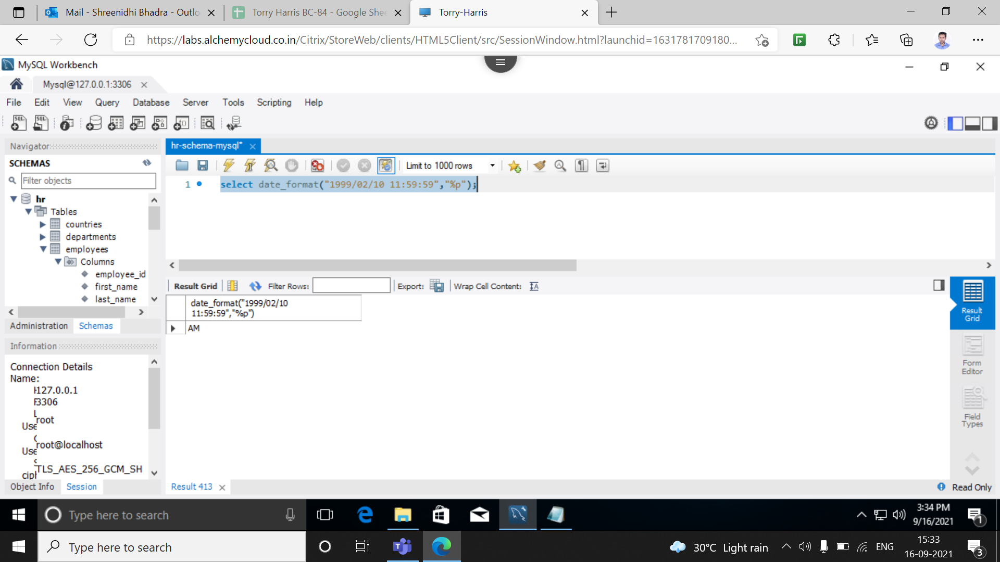 Mail - Shreenidhi Bhadra - Outlo
Torry Harris BC-84 - Google Shee
Torry-Harris
https://labs.alchemycloud.co.in/Citrix/StoreWeb/clients/HTML5Client/src/SessionWindow.html?launchid=1631781709180...
MySQL Workbench
Mysql@127.0.0.1:3306
File Edit View Query Database Server Tools Scripting Help
Navigator
hr-schema-mysql*
SCHEMAS
Limit to 1000 rows
Filter objects
1 select date_format("1999/02/10 11:59:59","%p");
hr
Tables
countries
departments
employees
Columns
employee_id
first_name
last_name
Result Grid Filter Rows: Export: Wrap Cell Content:
date_format("1999/02/10
11:59:59","%p")
AM
Result
Grid
Form
Editor
Field
Types
Administration Schemas
Information
Connection Details
Name:
127.0.0.1
3306
root
Use
root@localhost
Use
TLS_AES_256_GCM_SH
ciph
Object Info Session
Result 413
Read Only
Type here to search
3:34 PM
9/16/2021
1
Type here to search
30°C Light rain
ENG
15:33
16-09-2021
3